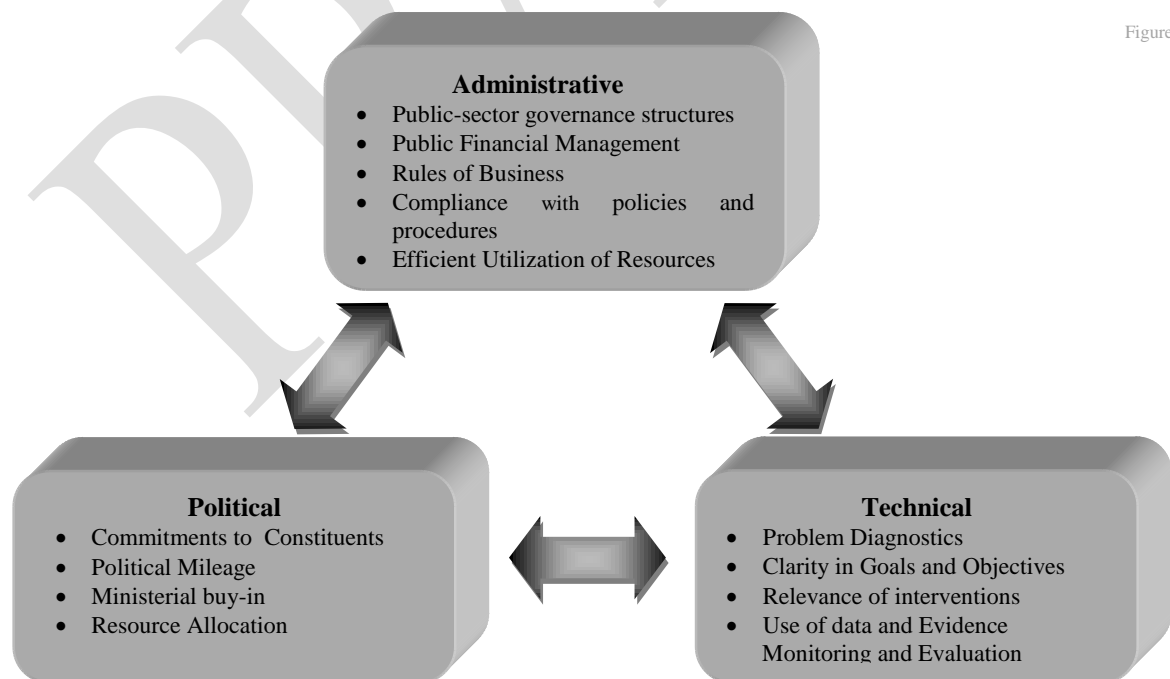 Figure
Administrative
• Public-sector governance structures
• Public Financial Management
• Rules of Business
• Compliance with policies and
procedures
• Efficient Utilization of Resources
Political
• Commitments to Constituents
• Political Mileage
• Ministerial buy-in
• Resource Allocation
Technical
• Problem Diagnostics
• Clarity in Goals and Objectives
• Relevance of interventions
• Use of data and Evidence
Monitoring and Evaluation